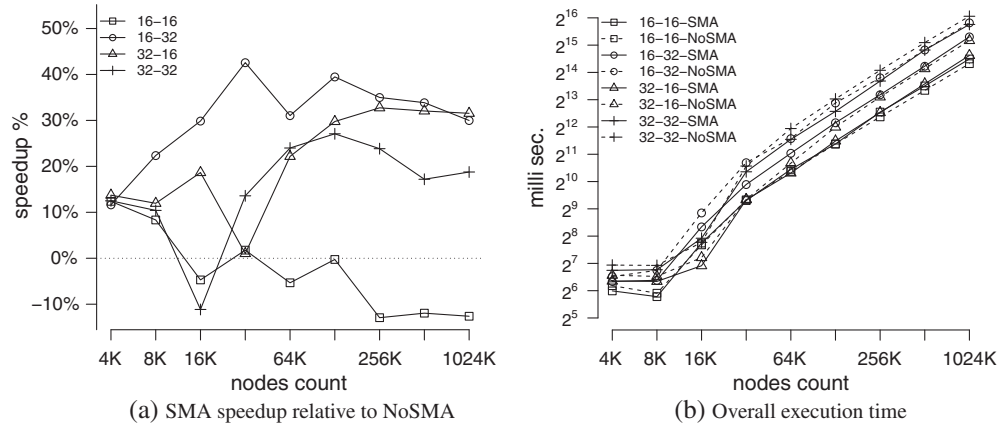 50%
40%
30%
20%
10%
0%
−10%
speedup %
16−16
16−32
32−16
32−32
4K 8K 16K 64K 256K 1024K
nodes count
(a) SMA speedup relative to NoSMA
2^16
2^15
2^14
2^13
2^12
2^11
2^10
2^9
2^8
2^7
2^6
2^5
milli sec.
16−16−SMA
16−16−NoSMA
16−32−SMA
16−32−NoSMA
32−16−SMA
32−16−NoSMA
32−32−SMA
32−32−NoSMA
4K 8K 16K 64K 256K 1024K
nodes count
(b) Overall execution time